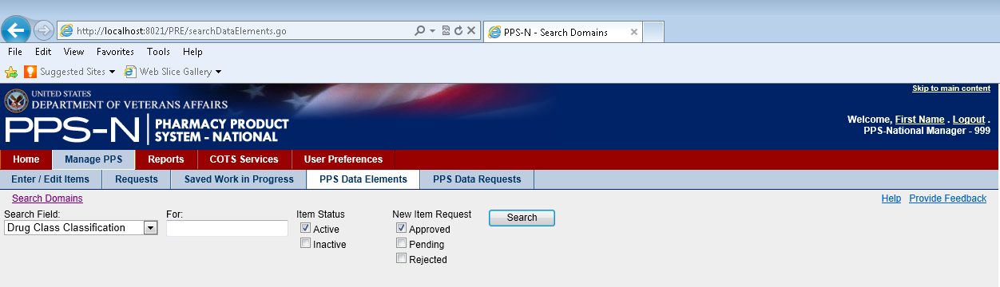 http://localhost:8021/PRE/searchDataElements.go
PPS-N - Search Domains
File Edit View Favorites Tools Help
Suggested Sites Web Slice Gallery
Skip to main content
UNITED STATES
DEPARTMENT OF VETERANS AFFAIRS
PPS-N PHARMACY PRODUCT
SYSTEM - NATIONAL
Welcome, First Name . Logout .
PPS-National Manager - 999
Home Manage PPS Reports COTS Services User Preferences
Enter / Edit Items Requests Saved Work in Progress PPS Data Elements PPS Data Requests
Search Domains Help Provide Feedback
Search Field: For: Item Status New Item Request Search
Drug Class Classification Active Approved
Inactive Pending
Rejected